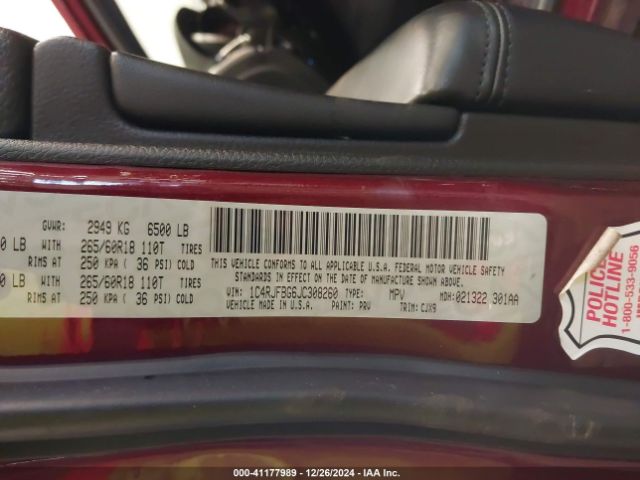 GVWR: 2949 KG 6500 LB
0 LB WITH 265/60R18 110T TIRES
RIMS AT 250 KPA ( 36 PSI) COLD
0 LB WITH 265/60R18 110T TIRES
RIMS AT 250 KPA ( 36 PSI) COLD
THIS VEHICLE CONFORMS TO ALL APPLICABLE U.S.A. FEDERAL MOTOR VEHICLE SAFETY
STANDARDS IN EFFECT ON THE DATE OF MANUFACTURE SHOWN ABOVE.
VIN: 1C4RJFBG6JC308260 TYPE: MPV MDH: 021322 301AA
VEHICLE MADE IN U.S.A. PAINT: PRV TRIM: CJX9
POLICE
HOTLINE
1-800-533-9056
000-41177989 • 12/26/2024 • IAA Inc.